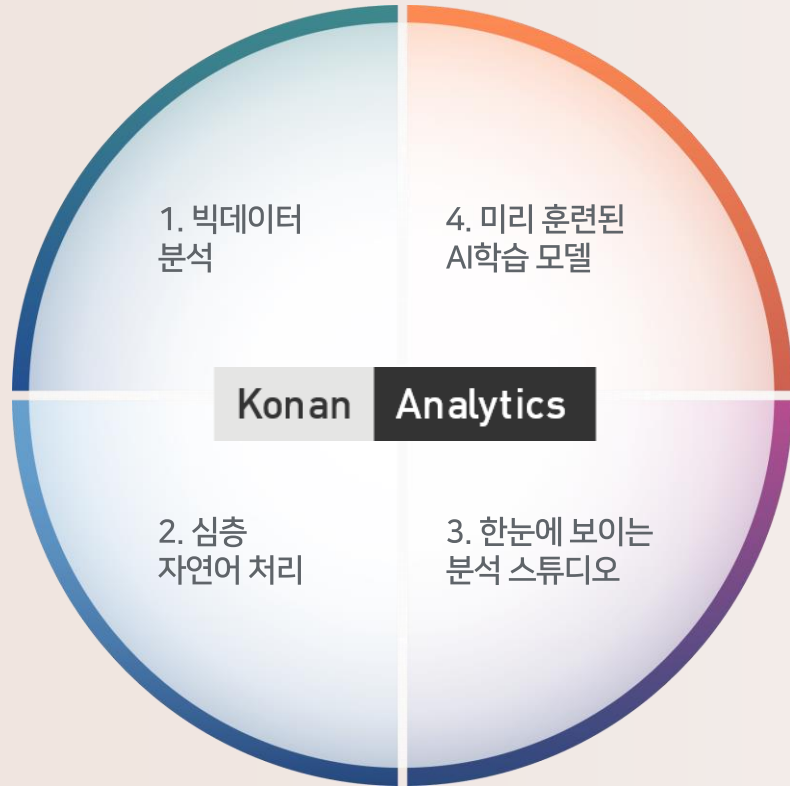 1. 빅데이터
분석
4. 미리 훈련된
AI학습 모델
Konan Analytics
2. 심층
자연어 처리
3. 한눈에 보이는
분석 스튜디오